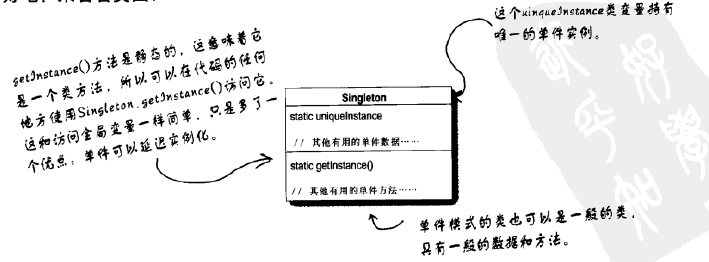 这个uinqueInstance类变量持有
唯一的单件实例。
getInstance()方法是静态的，这意味着它
是一个类方法，所以可以在代码的任何
地方使用Singleton.getInstance()访问它。
这和访问全局变量一样简单，只是多了一
个优点：单件可以延迟实例化。
Singleton
static uniqueInstance
// 其他有用的单件数据……
static getInstance()
// 其他有用的单件方法……
单件模式的类也可以是一般的类，
具有一般的数据和方法。